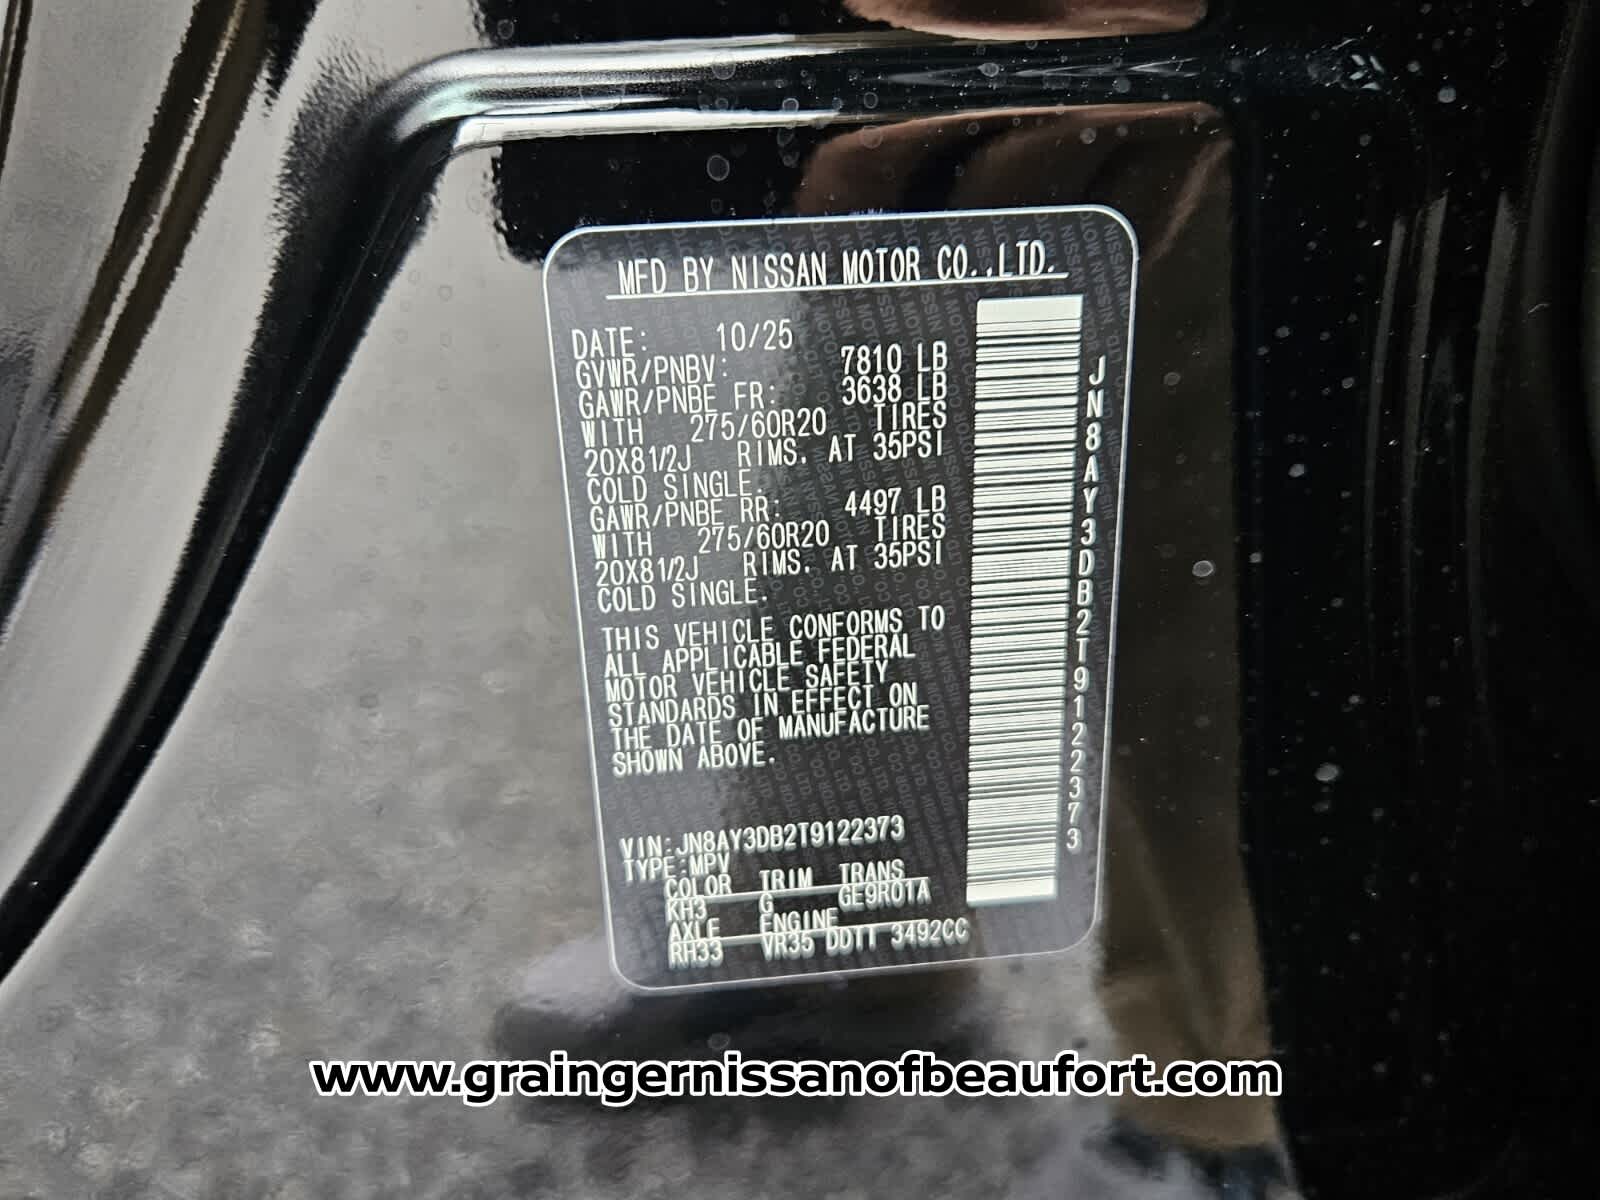 MFD BY NISSAN MOTOR CO.,LTD.
DATE: 10/25
GVWR/PNBV: 7810 LB
GAWR/PNBE FR: 3638 LB
WITH 275/60R20 TIRES
20X81/2J RIMS. AT 35PSI
COLD SINGLE.
GAWR/PNBE RR: 4497 LB
WITH 275/60R20 TIRES
20X81/2J RIMS. AT 35PSI
COLD SINGLE.
THIS VEHICLE CONFORMS TO
ALL APPLICABLE FEDERAL
MOTOR VEHICLE SAFETY
STANDARDS IN EFFECT ON
THE DATE OF MANUFACTURE
SHOWN ABOVE.
VIN:JN8AY3DB2T9122373
TYPE:MPV
COLOR TRIM TRANS
KH3 G GE9R01A
AXLE ENGINE
RH33 VR35 DDTT 3492CC
JN8AY3DB2T9122373
www.graingernissanofbeaufort.com